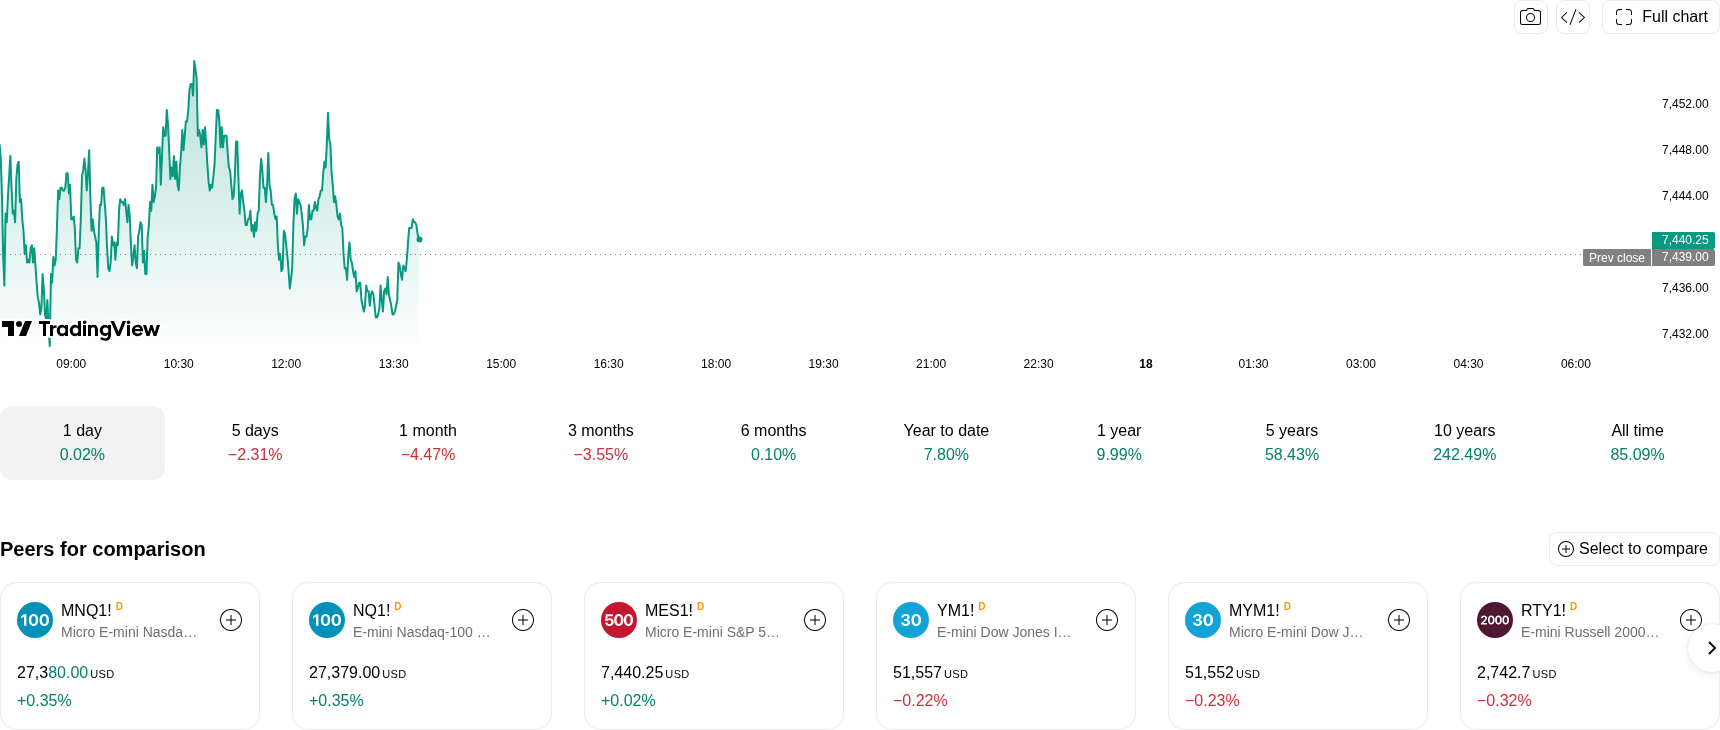 Full chart
7,452.00
7,448.00
7,444.00
7,440.25
Prev close 7,439.00
7,436.00
7,432.00
TradingView
09:00 10:30 12:00 13:30 15:00 16:30 18:00 19:30 21:00 22:30 18 01:30 03:00 04:30 06:00
1 day 5 days 1 month 3 months 6 months Year to date 1 year 5 years 10 years All time
0.02% −2.31% −4.47% −3.55% 0.10% 7.80% 9.99% 58.43% 242.49% 85.09%
Peers for comparison
Select to compare
100 MNQ1! D
Micro E-mini Nasda…
27,380.00 USD
+0.35%
100 NQ1! D
E-mini Nasdaq-100 …
27,379.00 USD
+0.35%
500 MES1! D
Micro E-mini S&P 5…
7,440.25 USD
+0.02%
30 YM1! D
E-mini Dow Jones I…
51,557 USD
−0.22%
30 MYM1! D
Micro E-mini Dow J…
51,552 USD
−0.23%
2000 RTY1! D
E-mini Russell 2000…
2,742.7 USD
−0.32%